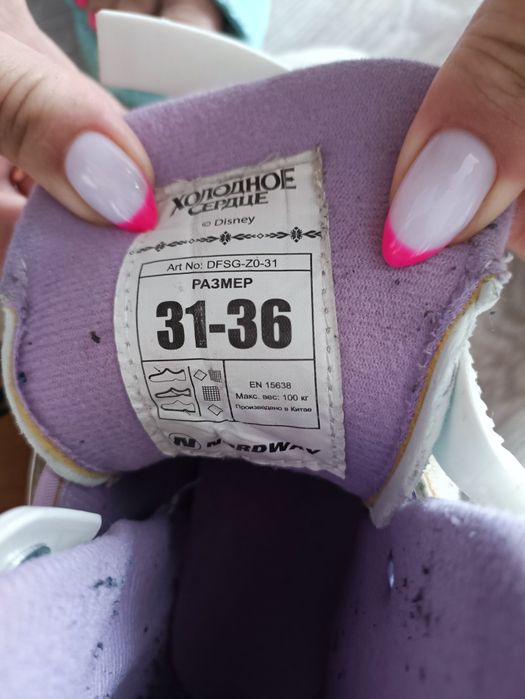 ХОЛОДНОЕ
СЕРДЦЕ
© Disney
Art No: DFSG-Z0-31
РАЗМЕР
31-36
EN 15638
Макс. вес: 100 кг
Произведено в Китае
N NORDWAY